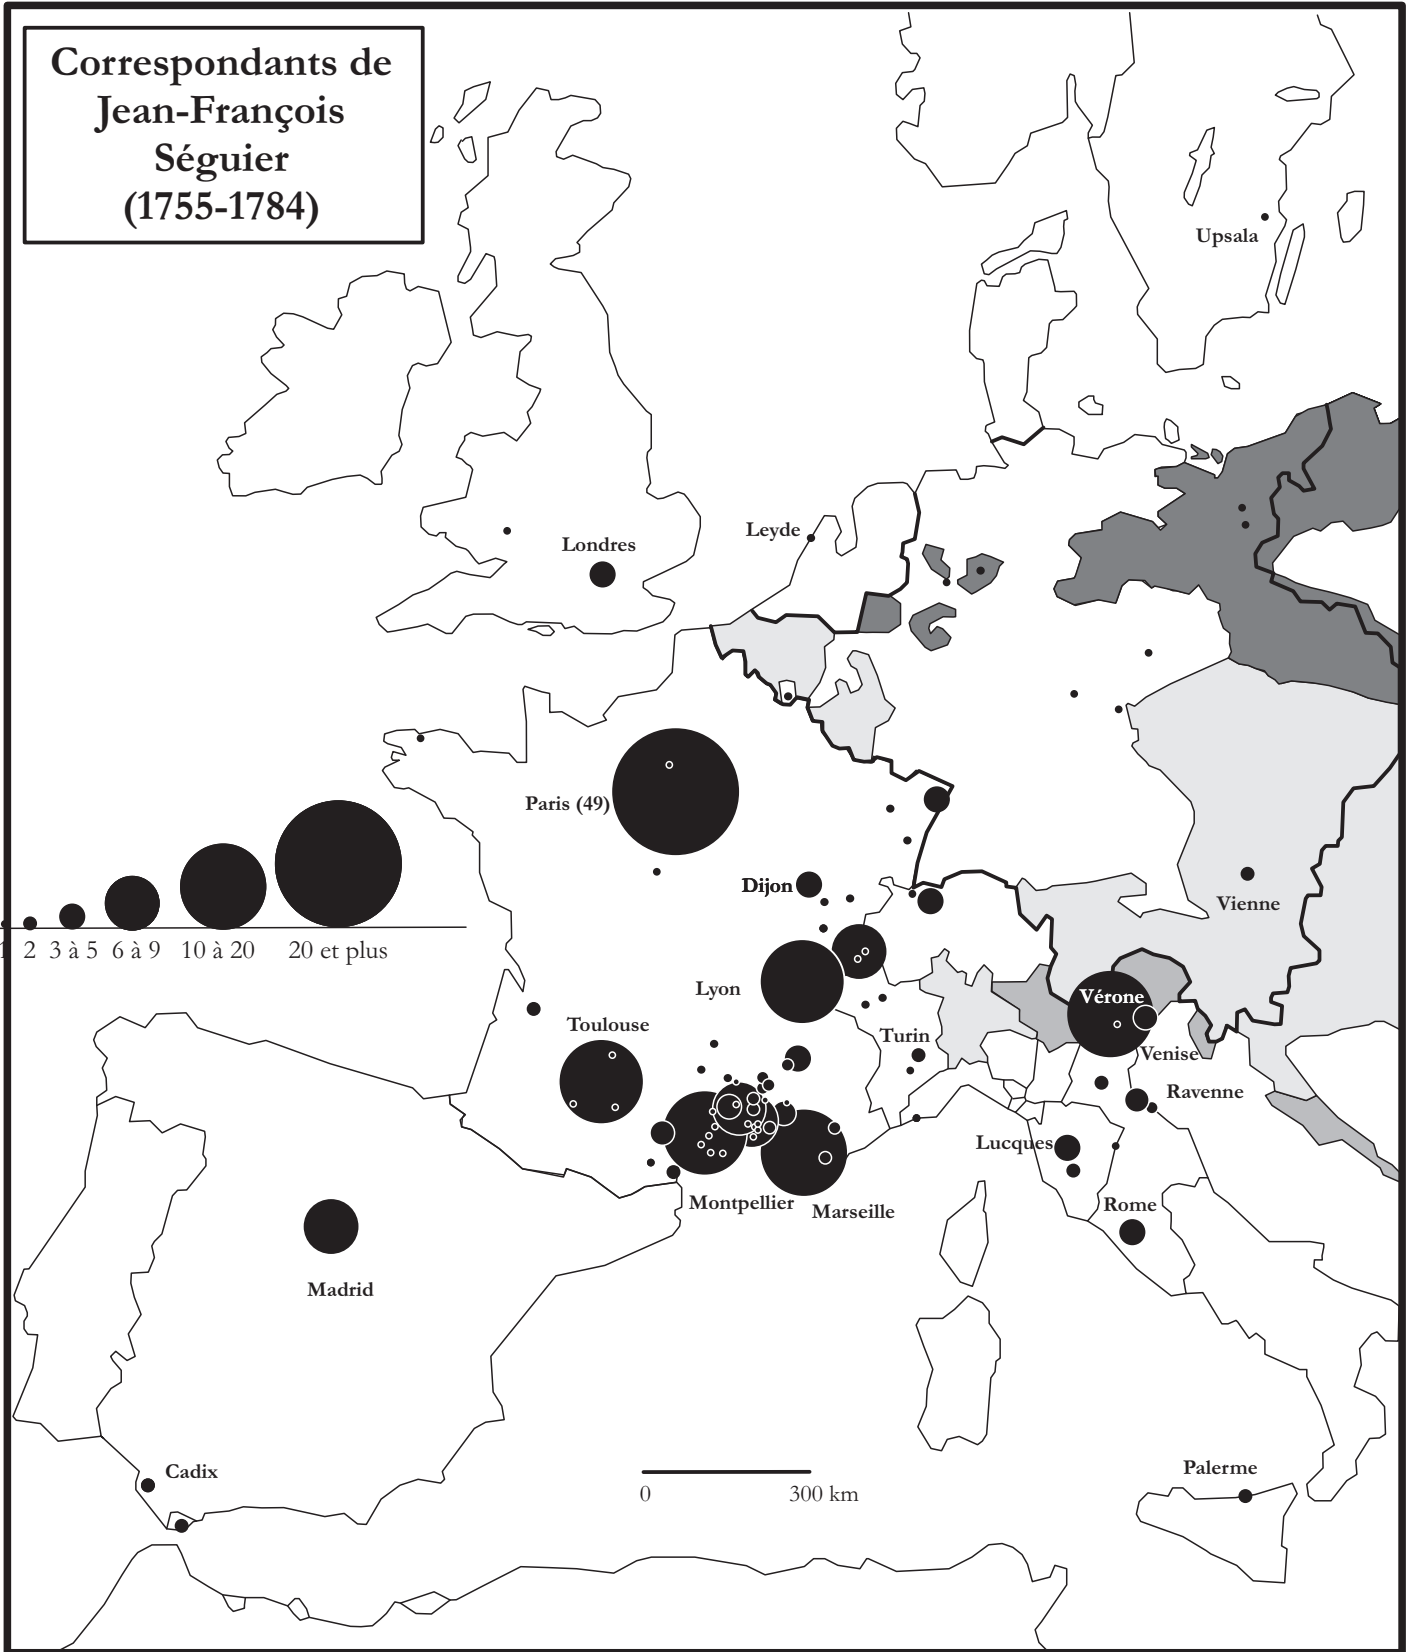 Correspondants de
Jean-François
Séguier
(1755-1784)
Upsala
Londres
Leyde
Paris (49)
Dijon
Vienne
1 2 3 à 5 6 à 9 10 à 20 20 et plus
Lyon
Vérone
Toulouse
Turin
Venise
Ravenne
Lucques
Montpellier
Marseille
Rome
Madrid
Cadix
Palerme
0 300 km